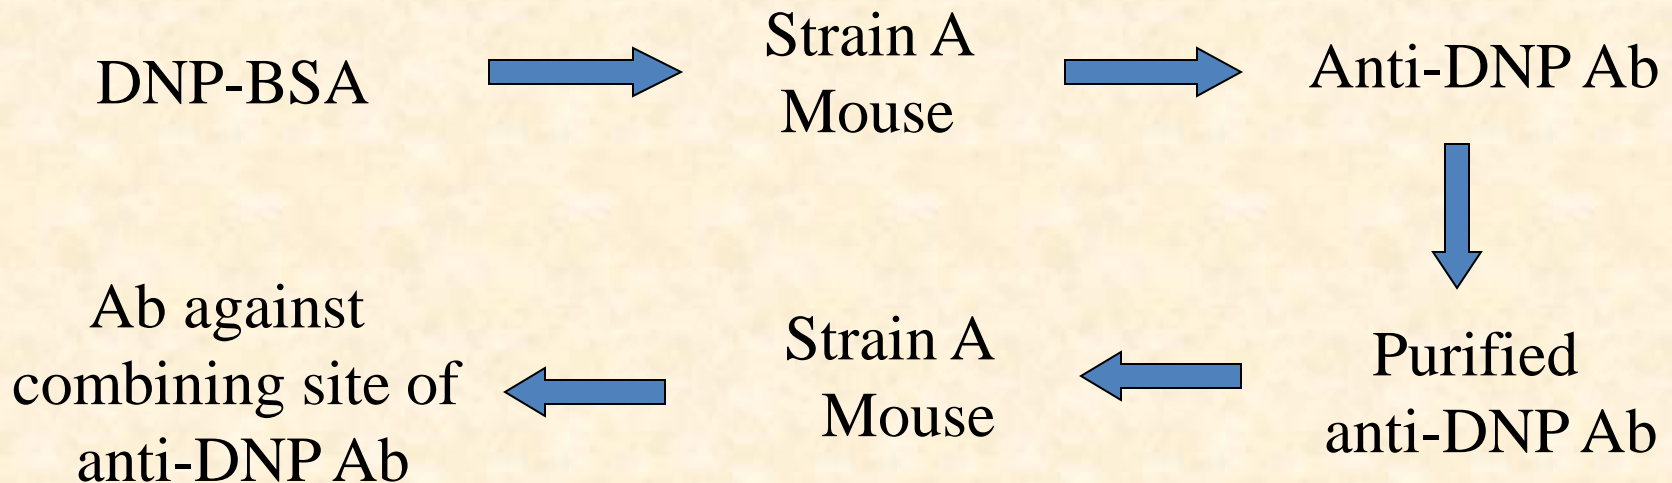 DNP-BSA
Strain A
Mouse
Anti-DNP Ab
Purified
anti-DNP Ab
Strain A
Mouse
Ab against
combining site of
anti-DNP Ab